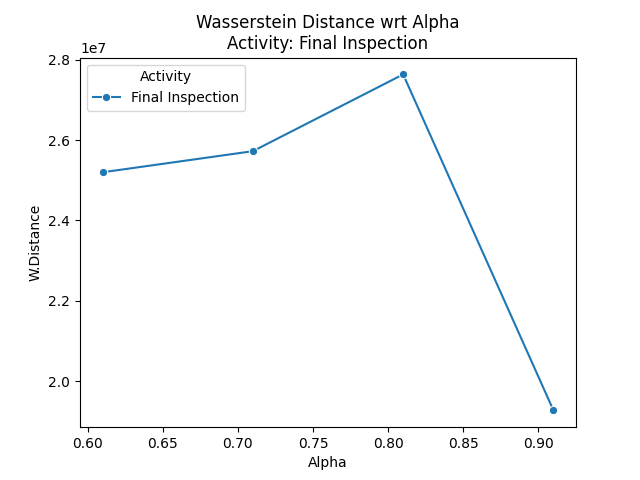 Wasserstein Distance wrt Alpha
Activity: Final Inspection
1e7
2.8
2.6
2.4
2.2
2.0
W.Distance
Activity
Final Inspection
0.60 0.65 0.70 0.75 0.80 0.85 0.90
Alpha